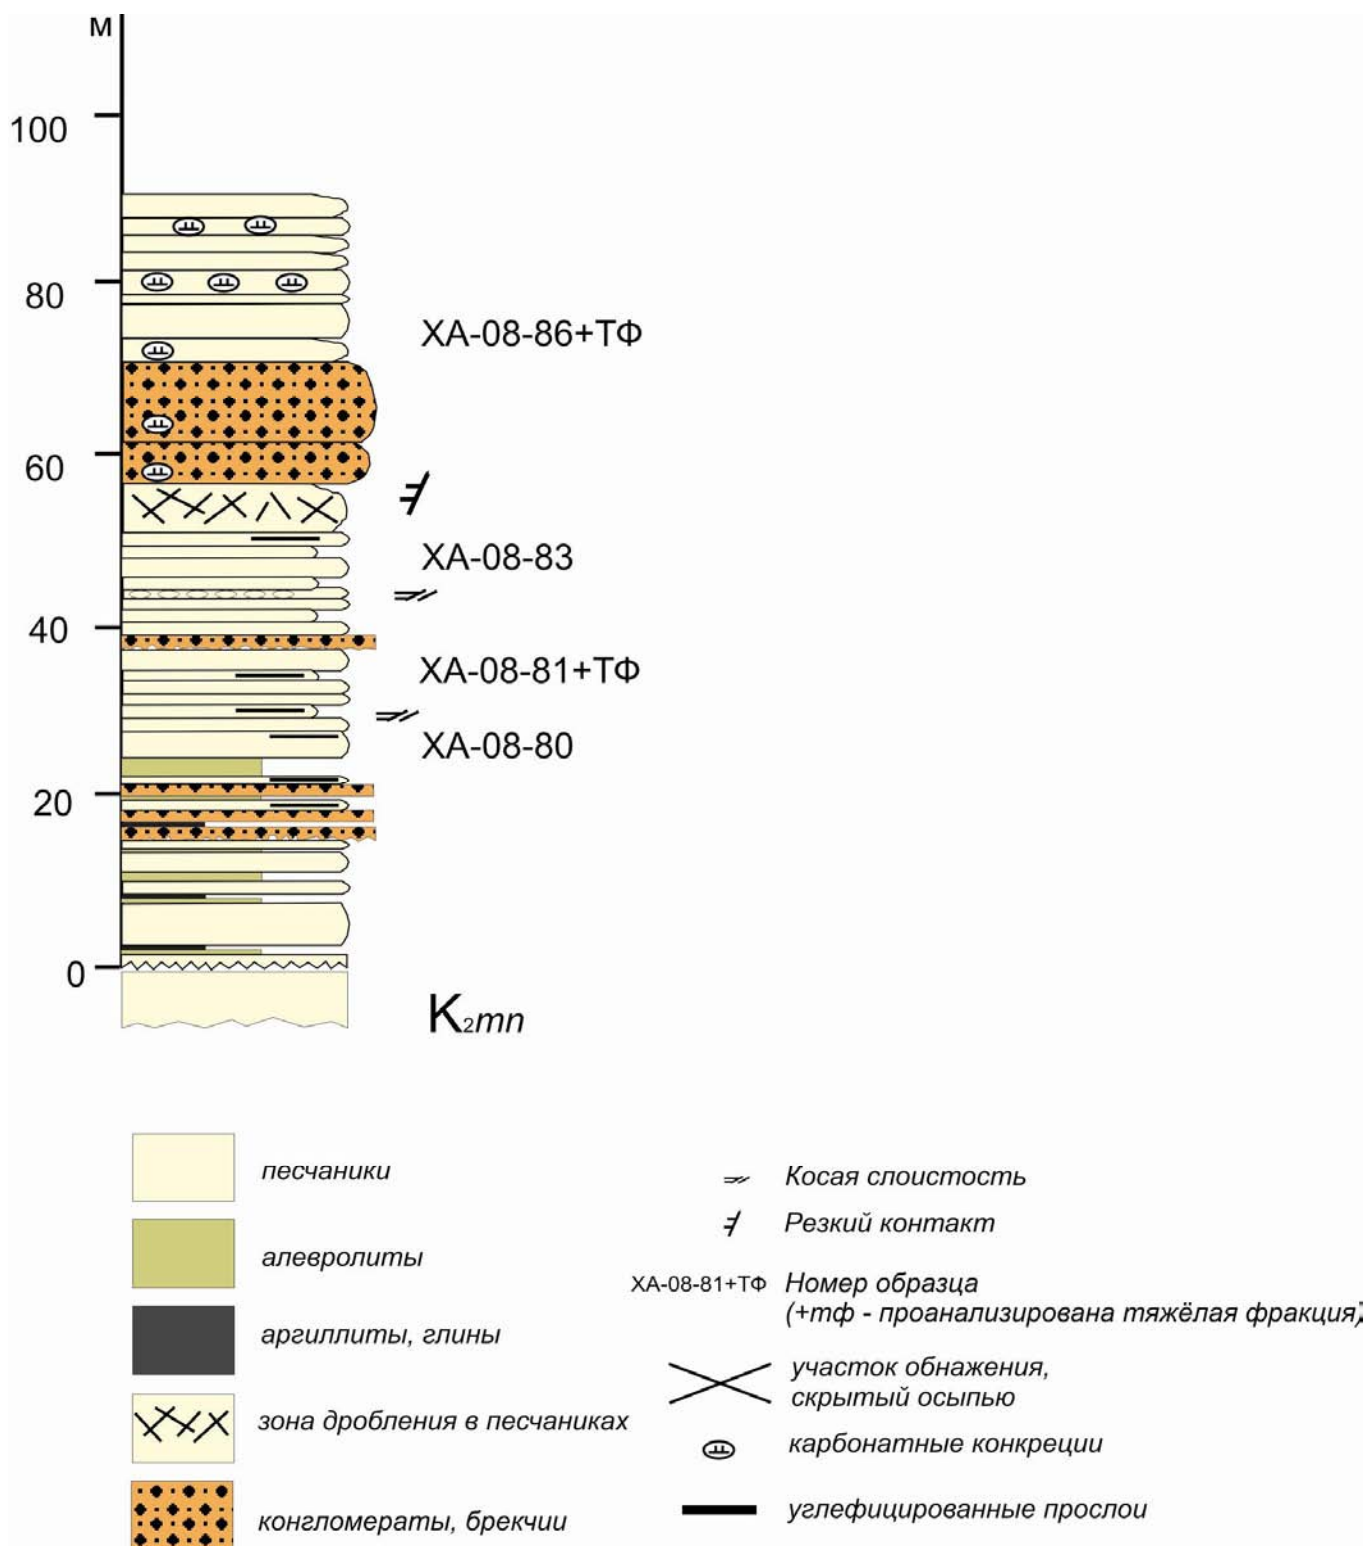 м
100
80
60
40
20
0
ХА-08-86+ТФ
ХА-08-83
ХА-08-81+ТФ
ХА-08-80
К₂mn
песчаники
алевролиты
аргиллиты, глины
зона дробления в песчаниках
конгломераты, брекчии
Косая слоистость
Резкий контакт
ХА-08-81+ТФ Номер образца
(+тф - проанализирована тяжёлая фракция)
участок обнажения,
скрытый осыпью
карбонатные конкреции
углефицированные прослои